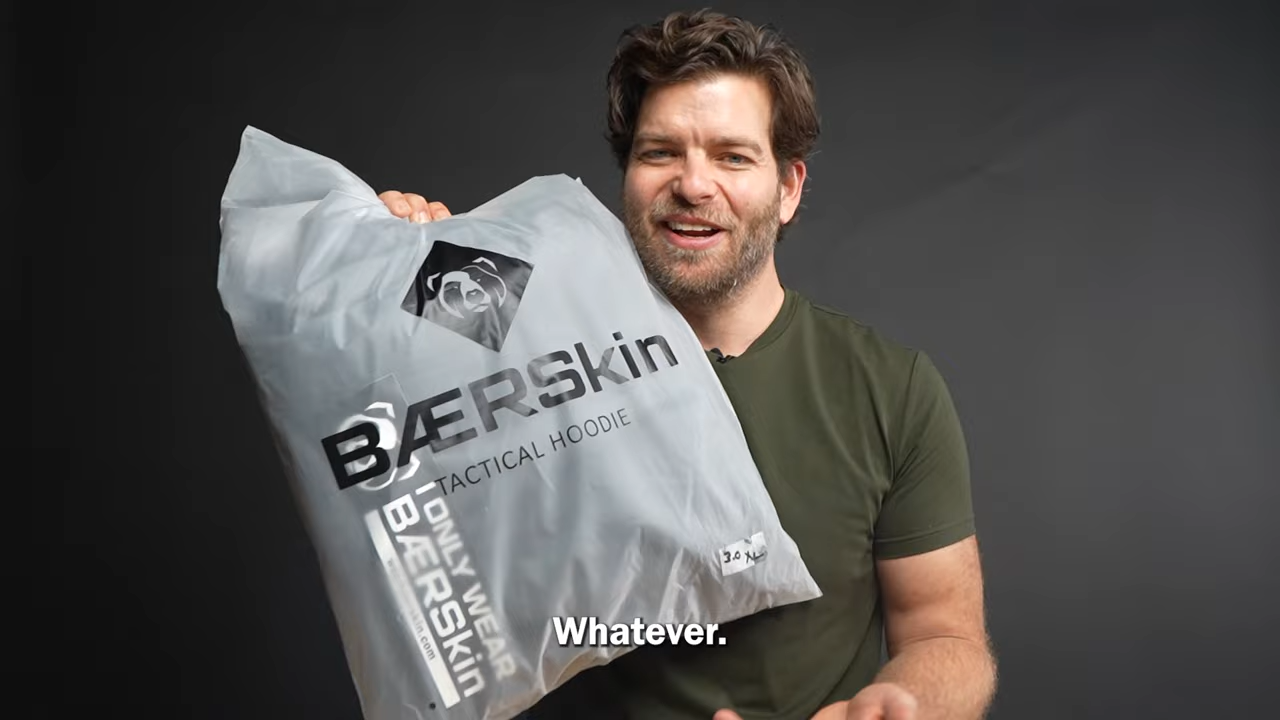 BÆRSkin
TACTICAL HOODIE
I ONLY WEAR
BÆRSkin
3.0 XL
Whatever.